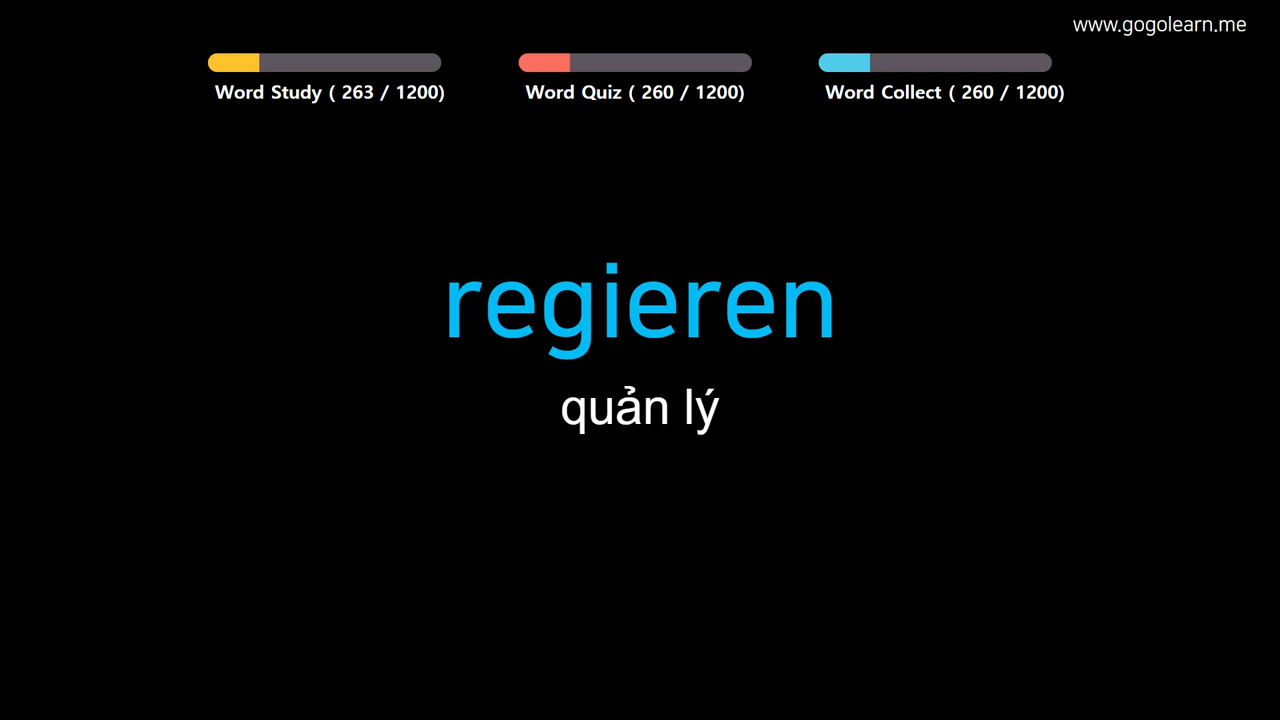 www.gogolearn.me
Word Study ( 263 / 1200)
Word Quiz ( 260 / 1200)
Word Collect ( 260 / 1200)
regieren
quản lý